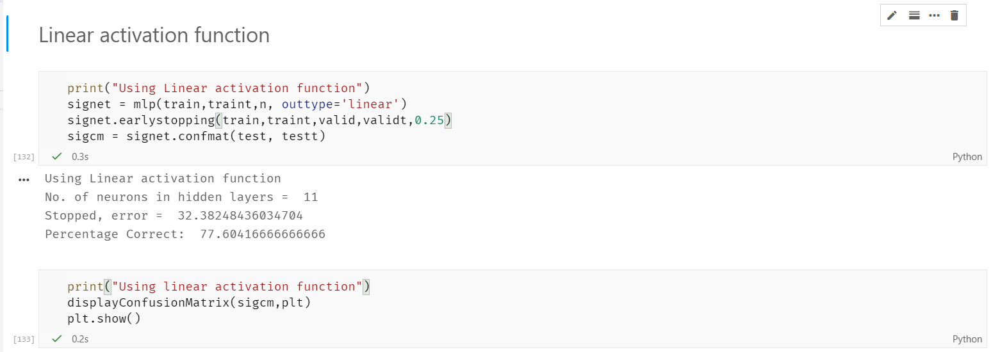 Linear activation function
print("Using Linear activation function")
signet = mlp(train,traint,n, outtype='linear')
signet.earlystopping(train,traint,valid,validt,0.25)
sigcm = signet.confmat(test, testt)
[132]
0.3s
Python
Using Linear activation function
No. of neurons in hidden layers =  11
Stopped, error =  32.38248436034704
Percentage Correct:  77.60416666666666
print("Using linear activation function")
displayConfusionMatrix(sigcm,plt)
plt.show()
[133]
0.2s
Python